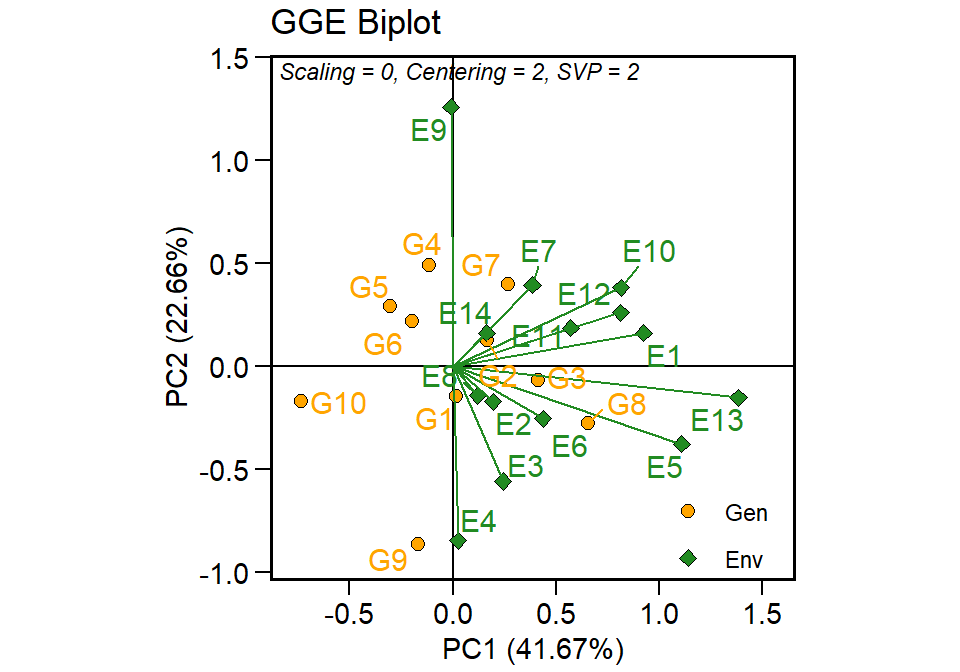 GGE Biplot
Scaling = 0, Centering = 2, SVP = 2
1.5
1.0
0.5
0.0
-0.5
-1.0
PC2 (22.66%)
E9
G4
G7
E7
E10
G5
E12
E14
G6
E11
E1
E8
G2
G3
G10
G1
G8
E2
E13
E6
E5
E3
E4
G9
Gen
Env
-0.5 0.0 0.5 1.0 1.5
PC1 (41.67%)